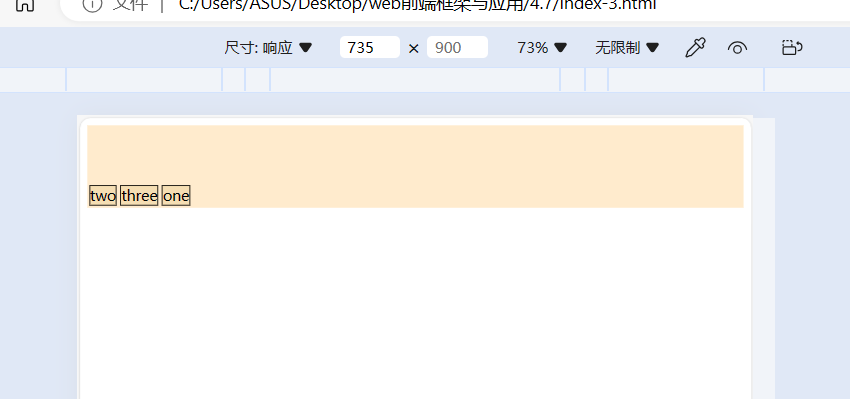 文件 | C:/Users/ASUS/Desktop/web前端框架与应用/4.7/index-3.html
尺寸: 响应 735 × 900 73% 无限制
two three one